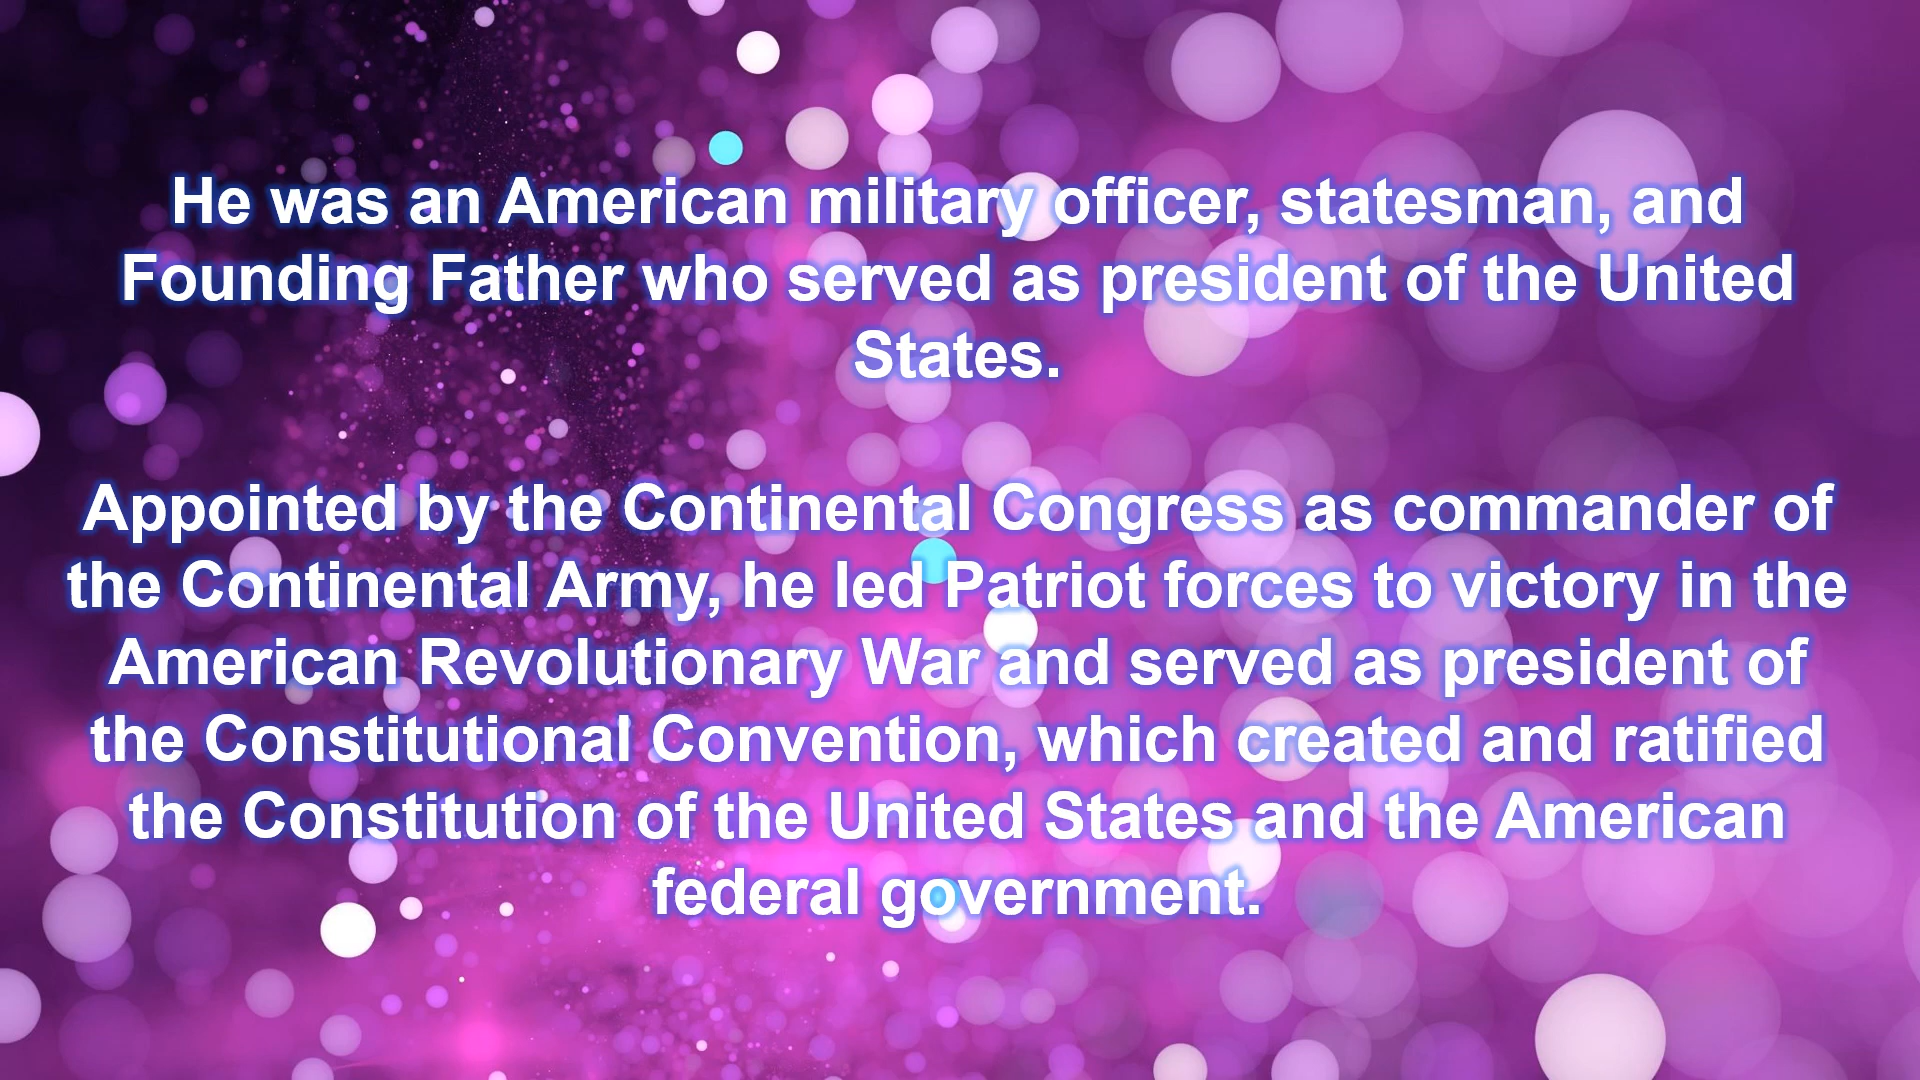 He was an American military officer, statesman, and
Founding Father who served as president of the United
States.
Appointed by the Continental Congress as commander of
the Continental Army, he led Patriot forces to victory in the
American Revolutionary War and served as president of
the Constitutional Convention, which created and ratified
the Constitution of the United States and the American
federal government.